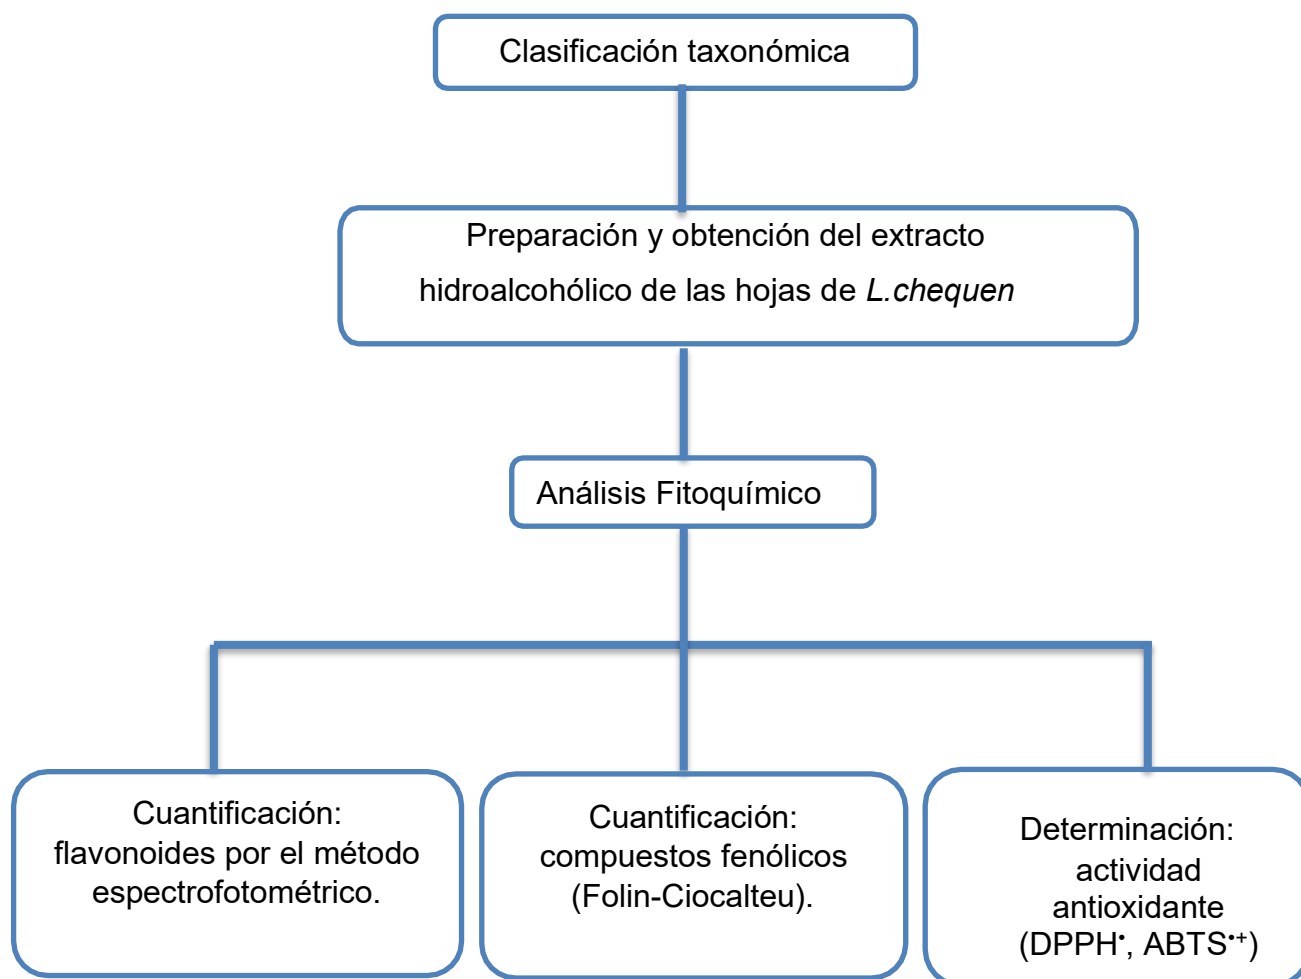 Clasificación taxonómica
Preparación y obtención del extracto
hidroalcohólico de las hojas de L.chequen
Análisis Fitoquímico
Cuantificación:
flavonoides por el método
espectrofotométrico.
Cuantificación:
compuestos fenólicos
(Folin-Ciocalteu).
Determinación:
actividad
antioxidante
(DPPH•, ABTS•+)